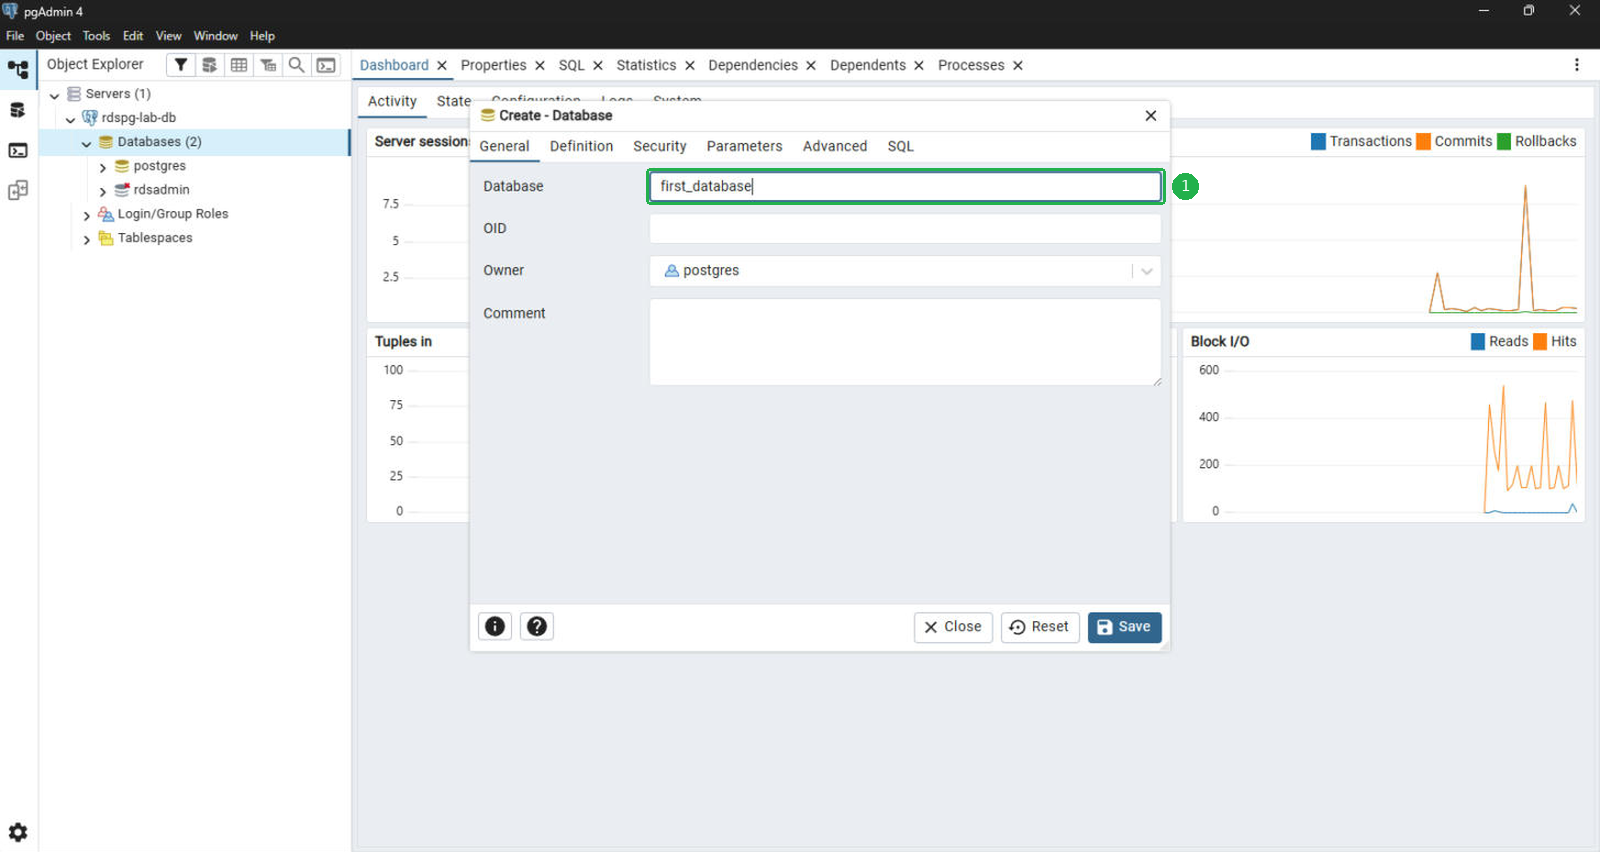 pgAdmin 4
File Object Tools Edit View Window Help
Object Explorer
Servers (1)
rdspg-lab-db
Databases (2)
postgres
rdsadmin
Login/Group Roles
Tablespaces
Dashboard Properties SQL Statistics Dependencies Dependents Processes
Activity State Configuration Logs System
Server session
7.5
5
2.5
Transactions Commits Rollbacks
Tuples in
100
75
50
25
0
Create - Database
General Definition Security Parameters Advanced SQL
Database first_database 1
OID
Owner postgres
Comment
Close Reset Save
Block I/O Reads Hits
600
400
200
0